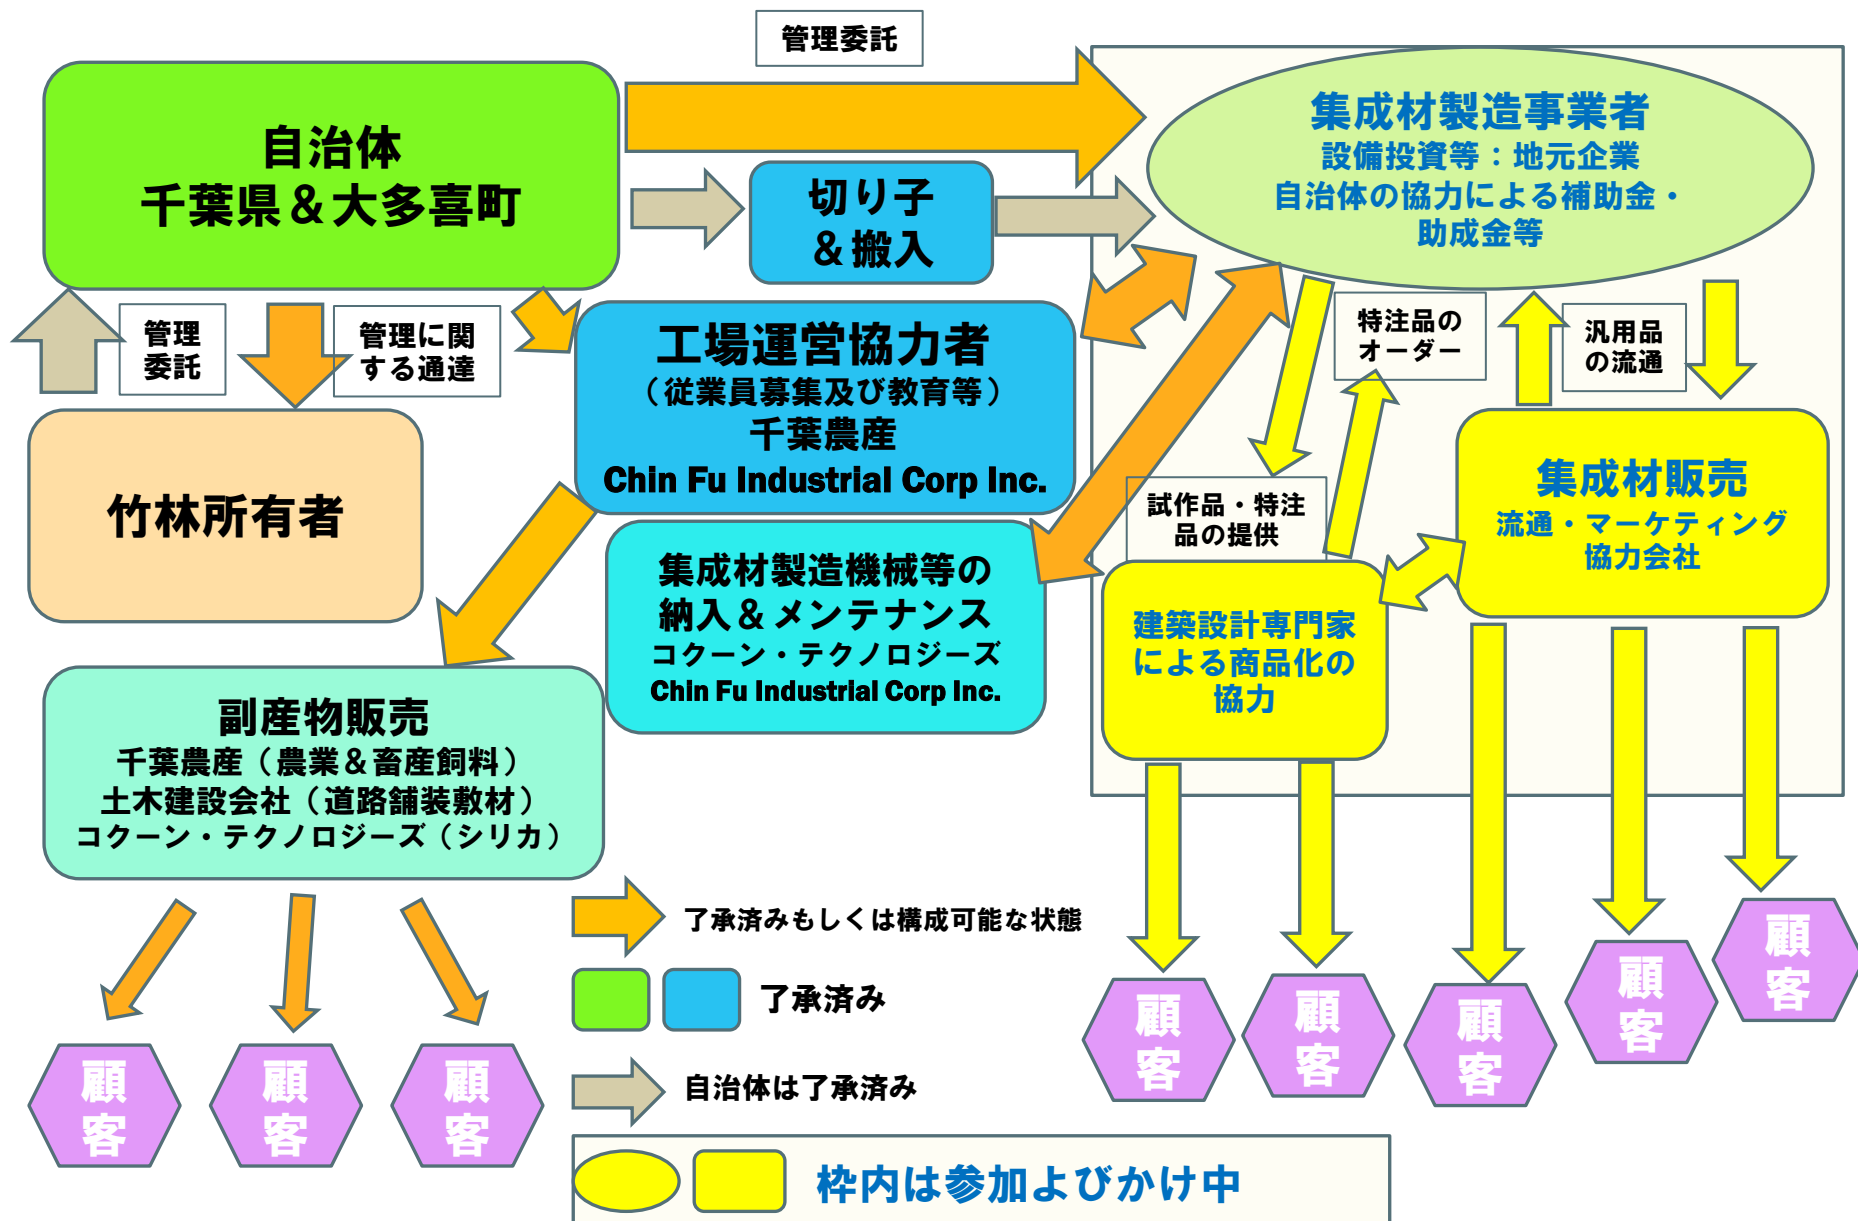 管理委託
自治体
千葉県＆大多喜町
切り子
＆搬入
集成材製造事業者
設備投資等：地元企業
自治体の協力による補助金・
助成金等
管理
委託
管理に関
する通達
工場運営協力者
（従業員募集及び教育等）
千葉農産
Chin Fu Industrial Corp Inc.
特注品の
オーダー
汎用品
の流通
竹林所有者
集成材製造機械等の
納入＆メンテナンス
コクーン・テクノロジーズ
Chin Fu Industrial Corp Inc.
試作品・特注
品の提供
集成材販売
流通・マーケティング
協力会社
建築設計専門家
による商品化の
協力
副産物販売
千葉農産（農業＆畜産飼料）
土木建設会社（道路舗装敷材）
コクーン・テクノロジーズ（シリカ）
了承済みもしくは構成可能な状態
了承済み
自治体は了承済み
枠内は参加よびかけ中
顧
客
顧
客
顧
客
顧
客
顧
客
顧
客
顧
客
顧
客